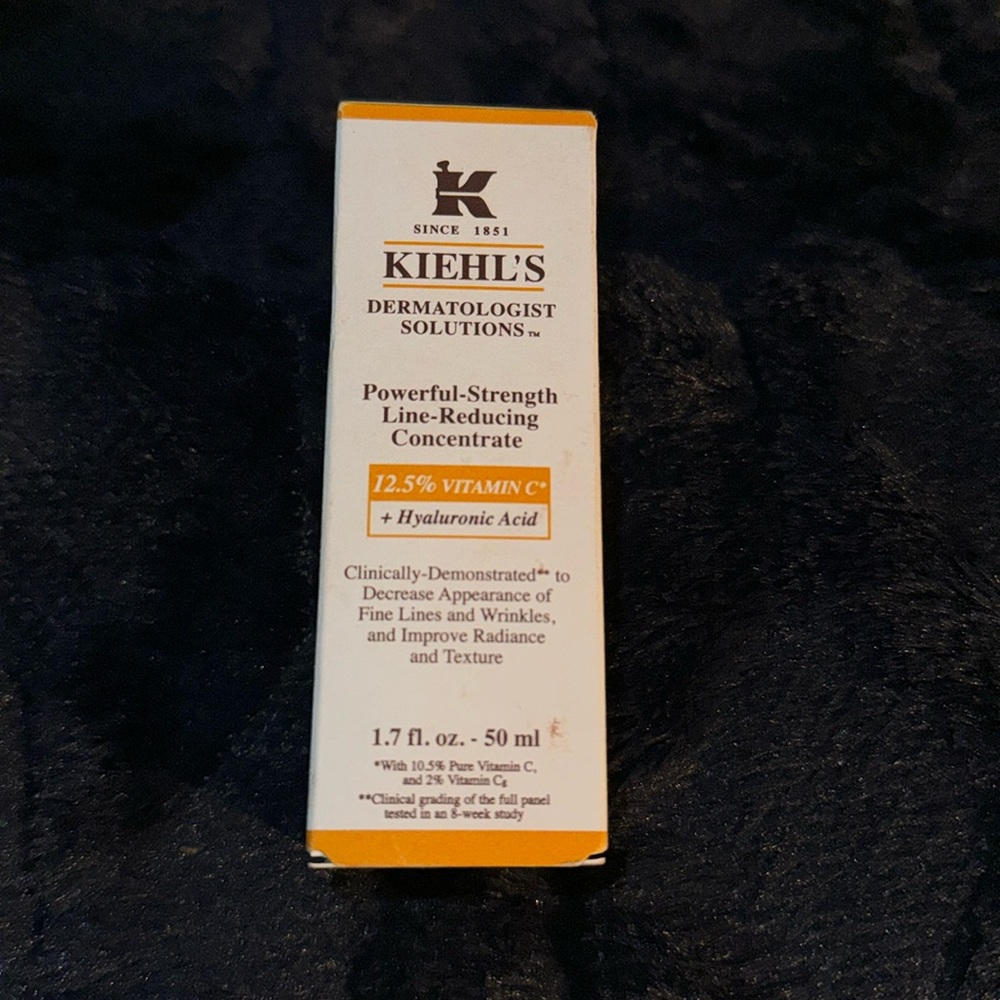 K
SINCE 1851
KIEHL'S
DERMATOLOGIST
SOLUTIONS™
Powerful-Strength
Line-Reducing
Concentrate
12.5% VITAMIN C*
+ Hyaluronic Acid
Clinically-Demonstrated** to
Decrease Appearance of
Fine Lines and Wrinkles,
and Improve Radiance
and Texture
1.7 fl. oz. - 50 ml
*With 10.5% Pure Vitamin C,
and 2% Vitamin Cg
**Clinical grading of the full panel
tested in an 8-week study